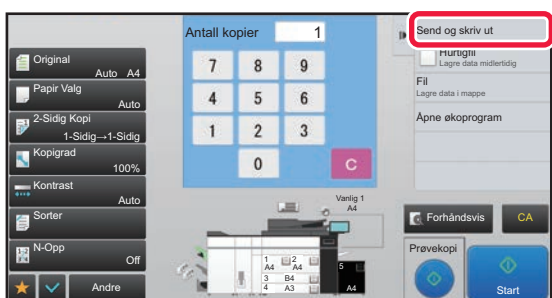 Antall kopier 1
Send og skriv ut
Original
Auto A4
Papir Valg
Auto
2-Sidig Kopi
1-Sidig→1-Sidig
Kopigrad
100%
Kontrast
Auto
Sorter
N-Opp
Off
Andre
7 8 9
4 5 6
1 2 3
0 C
Vanlig 1
A4
1 A4 2 A4
3 B4
4 A3
5 A4
Hurtigfil
Lagre data midlertidig
Fil
Lagre data i mappe
Åpne økoprogram
Forhåndsvis
CA
Prøvekopi
Start